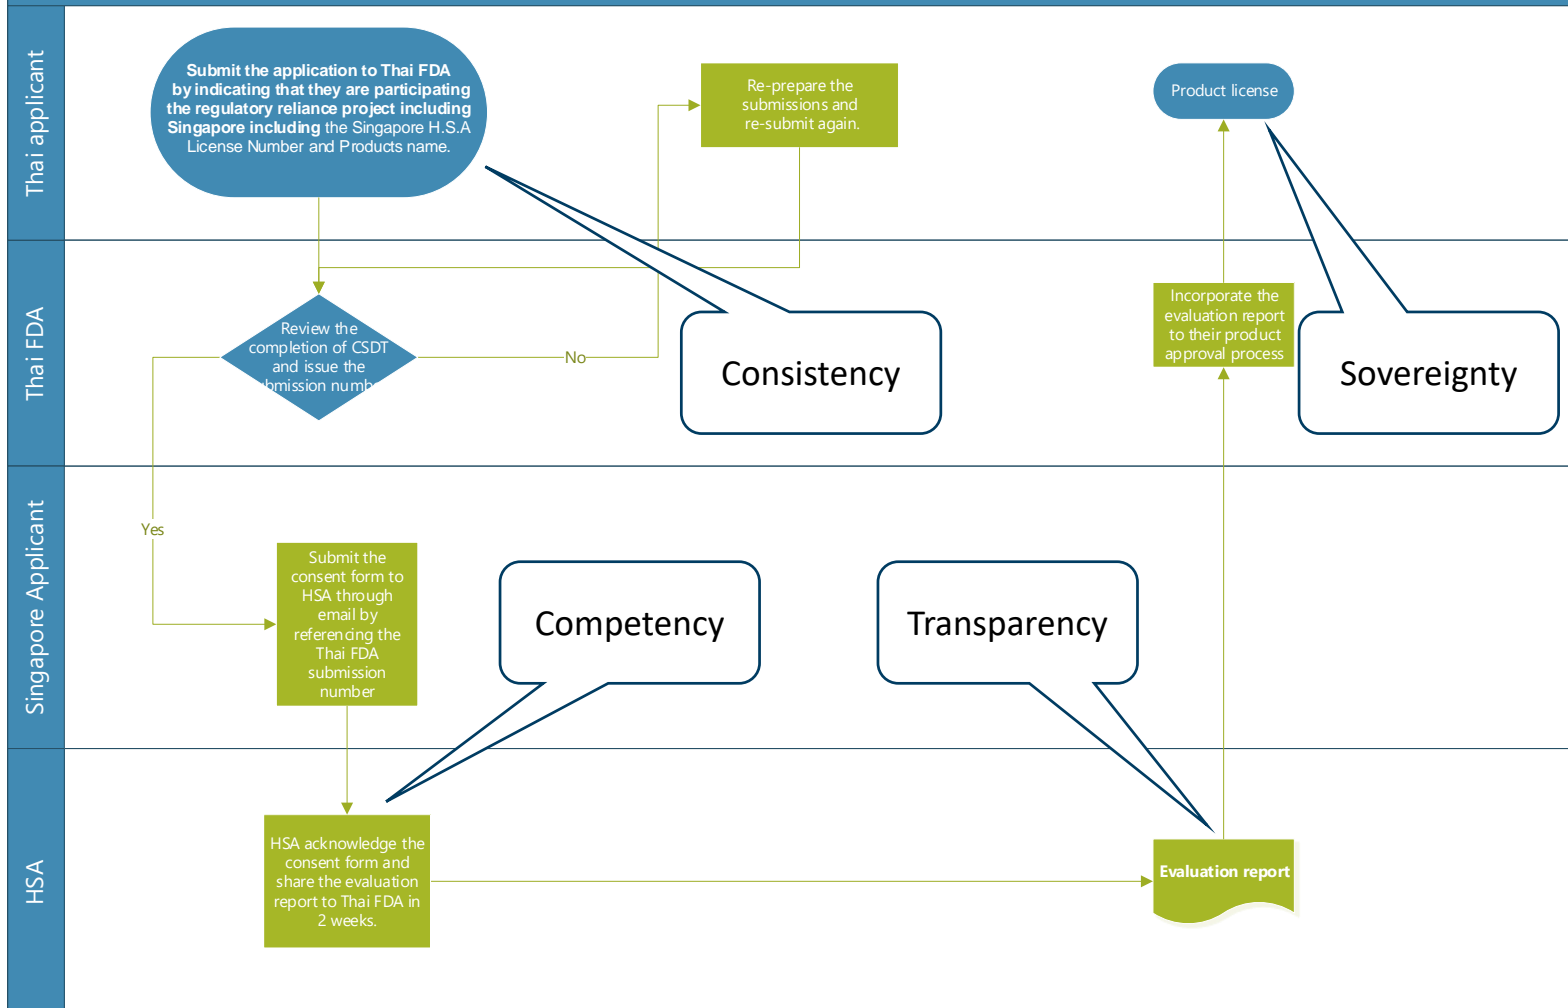 Thai applicant
Submit the application to Thai FDA
by indicating that they are participating
the regulatory reliance project including
Singapore including the Singapore H.S.A
License Number and Products name.
Re-prepare the
submissions and
re-submit again.
Product license
Thai FDA
Review the
completion of CSDT
and issue the
No
Consistency
Incorporate the
evaluation report
to their product
approval process
Sovereignty
Singapore Applicant
Yes
Submit the
consent form to
HSA through
email by
referencing the
Thai FDA
submission
number
Competency
Transparency
HSA
HSA acknowledge the
consent form and
share the evaluation
report to Thai FDA in
2 weeks.
Evaluation report